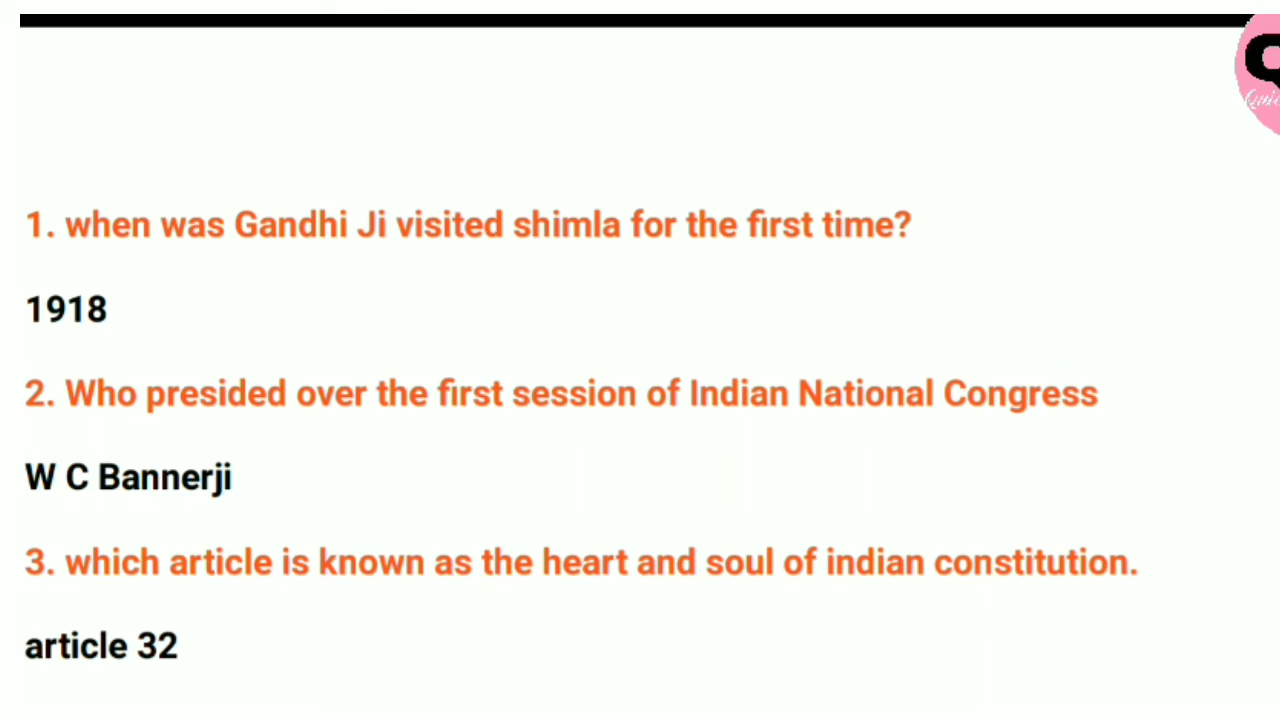 Q
1. when was Gandhi Ji visited shimla for the first time?
1918
2. Who presided over the first session of Indian National Congress
W C Bannerji
3. which article is known as the heart and soul of indian constitution.
article 32